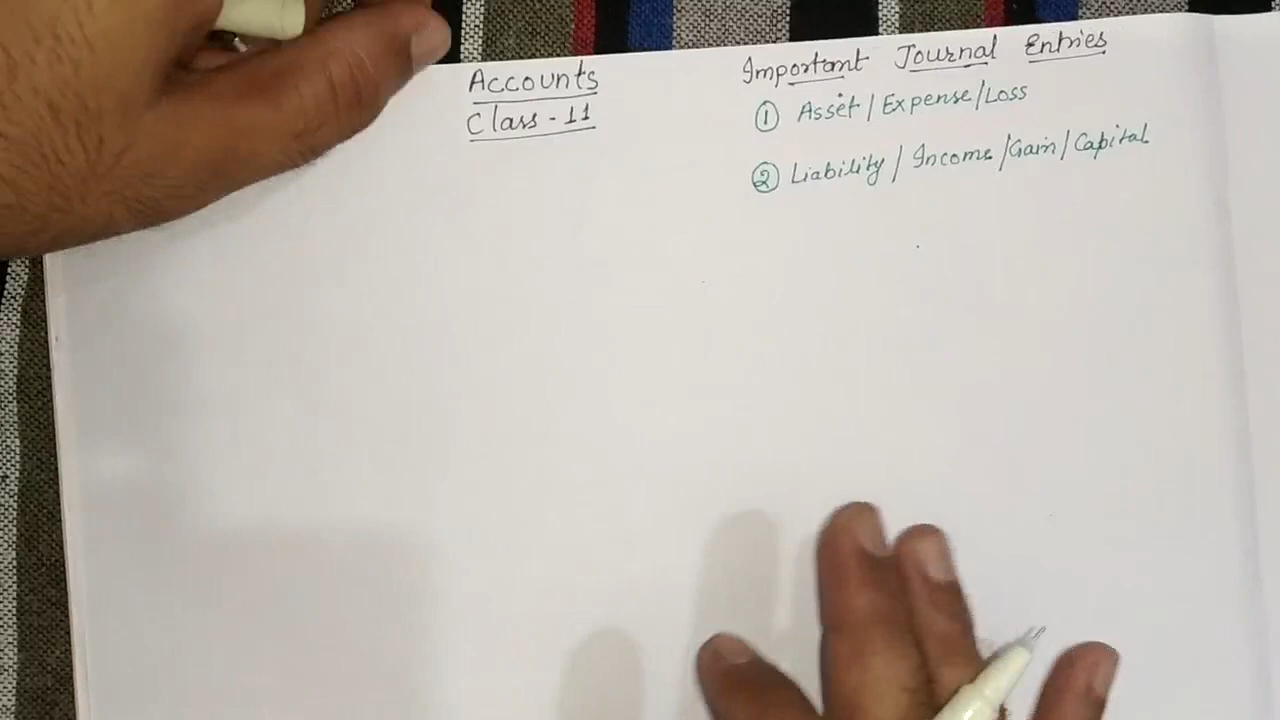 Accounts
Class - 11
Important Journal Entries
① Asset / Expense / Loss
② Liability / Income / Gain / Capital